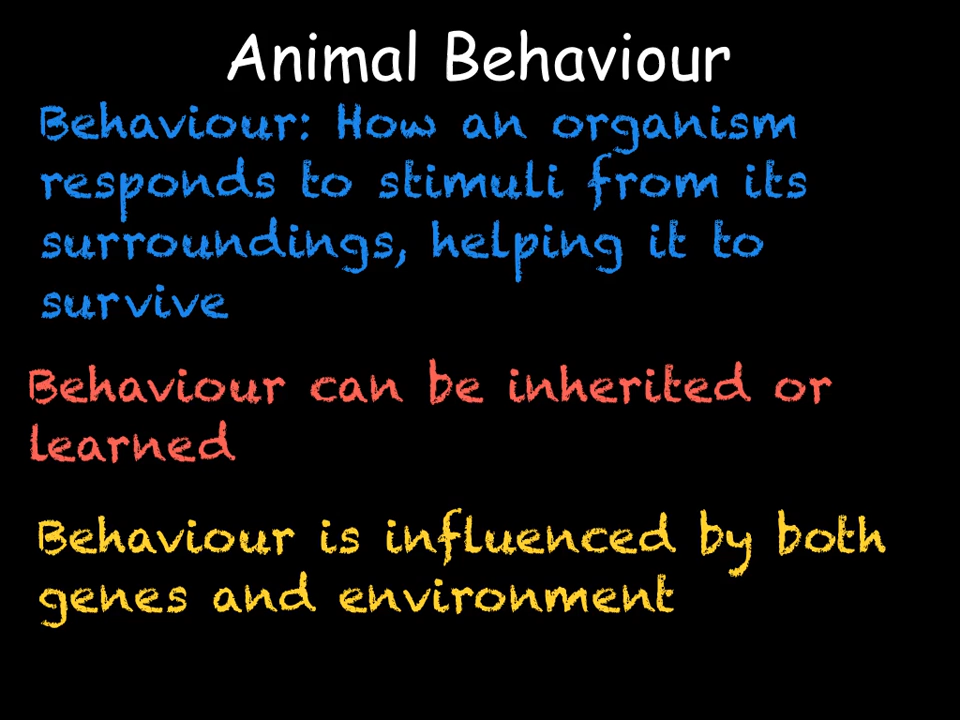 Animal Behaviour
Behaviour: How an organism
responds to stimuli from its
surroundings, helping it to
survive
Behaviour can be inherited or
learned
Behaviour is influenced by both
genes and environment